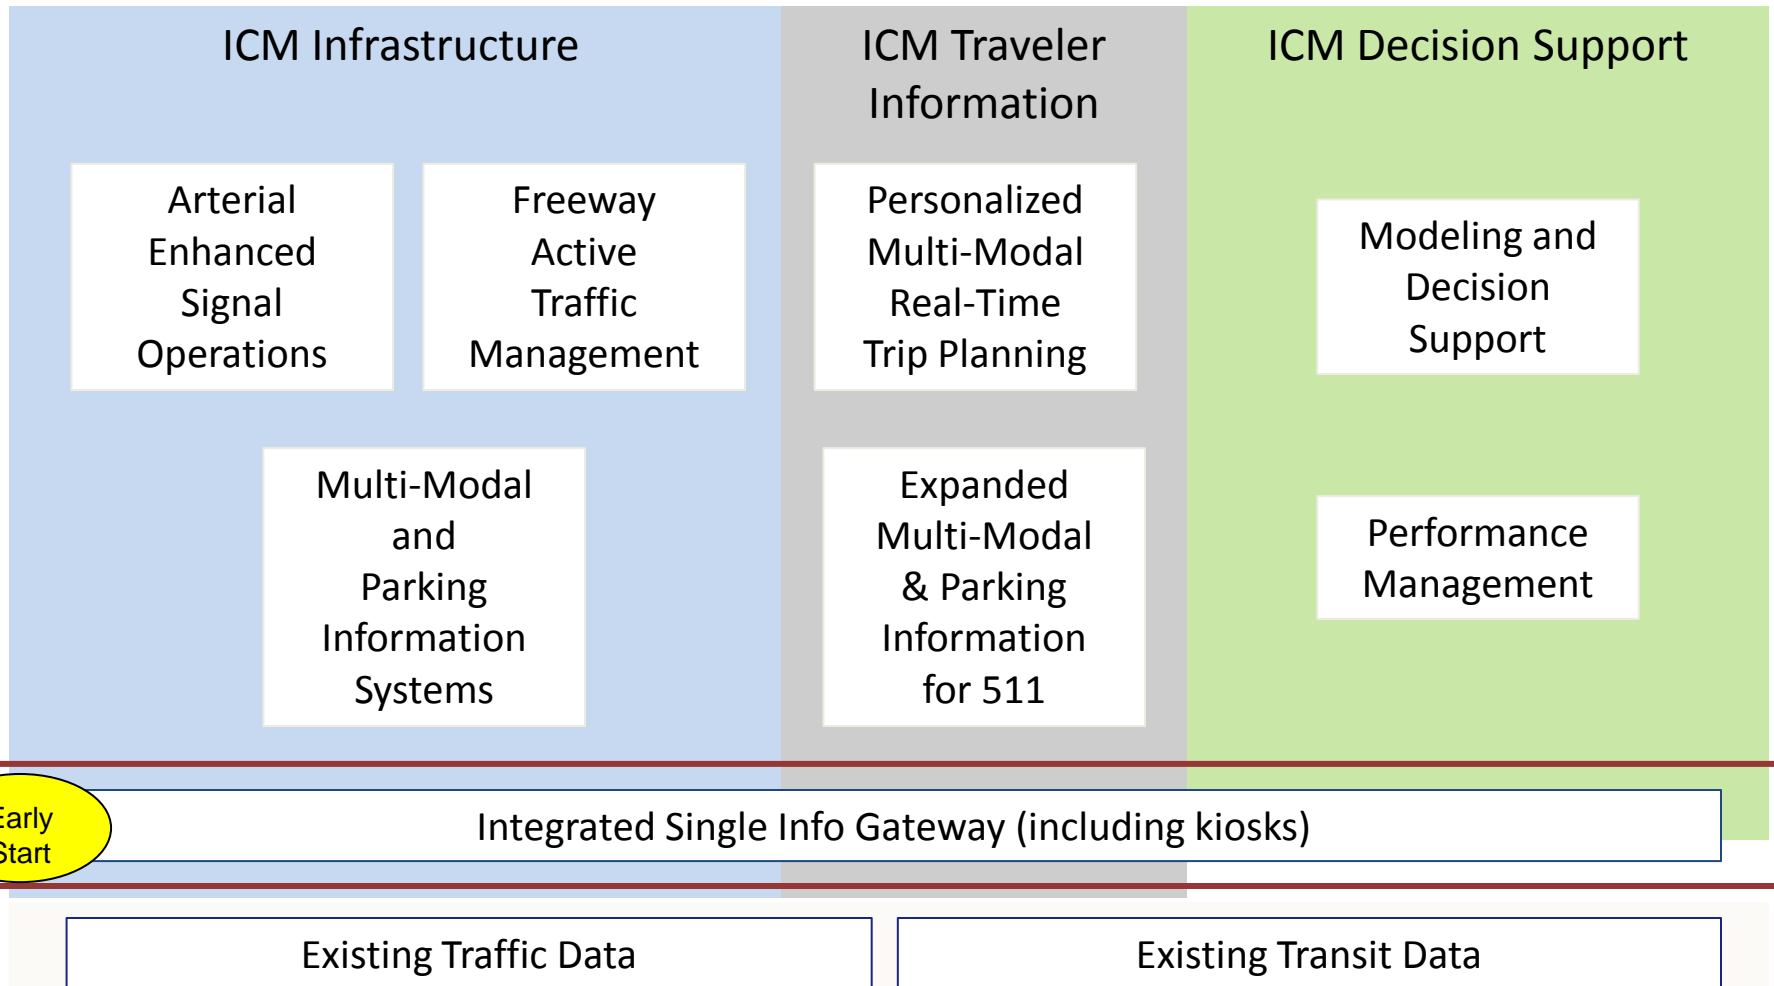 ICM Infrastructure
ICM Traveler
Information
ICM Decision Support
Arterial
Enhanced
Signal
Operations
Freeway
Active
Traffic
Management
Personalized
Multi-Modal
Real-Time
Trip Planning
Modeling and
Decision
Support
Multi-Modal
and
Parking
Information
Systems
Expanded
Multi-Modal
& Parking
Information
for 511
Performance
Management
Early
Start
Integrated Single Info Gateway (including kiosks)
Existing Traffic Data
Existing Transit Data